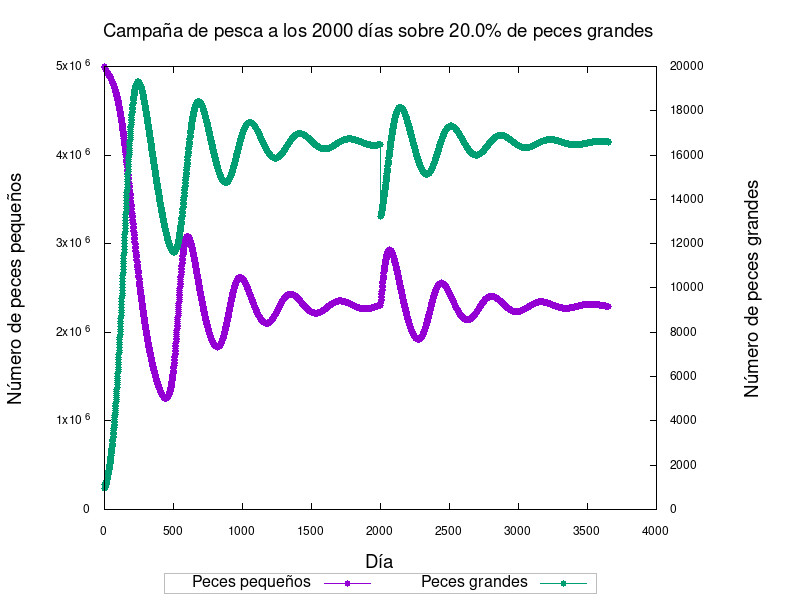 Campaña de pesca a los 2000 días sobre 20.0% de peces grandes
Número de peces pequeños
5x10 6
4x10 6
3x10 6
2x10 6
1x10 6
0
20000
18000
16000
14000
12000
10000
8000
6000
4000
2000
0
Número de peces grandes
0 500 1000 1500 2000 2500 3000 3500 4000
Día
Peces pequeños Peces grandes